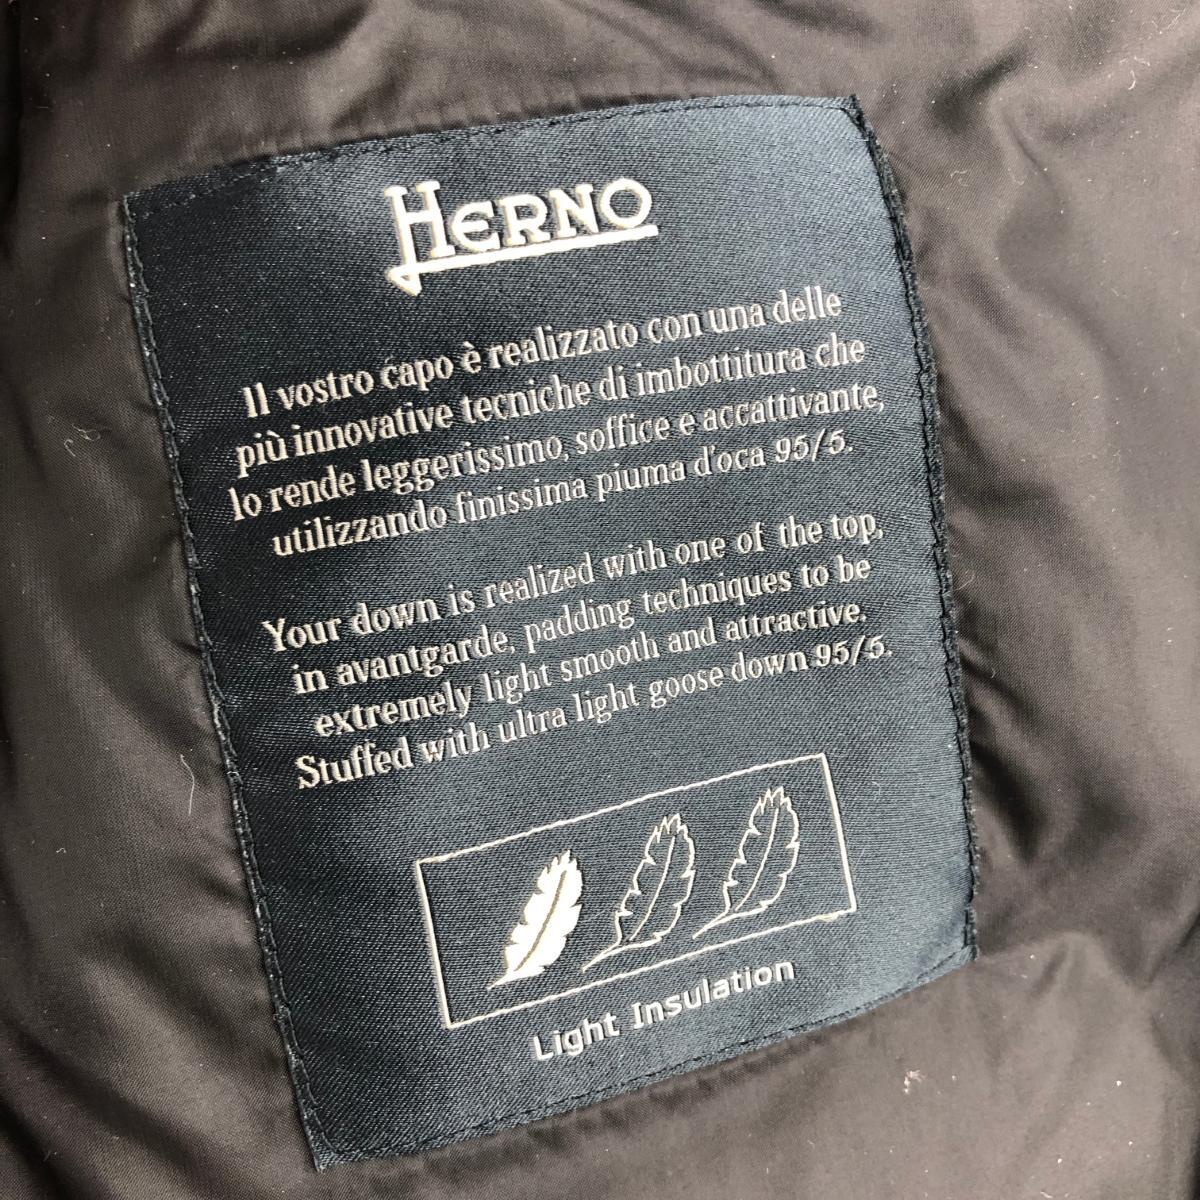 HERNO
Il vostro capo è realizzato con una delle
più innovative tecniche di imbottitura che
lo rende leggerissimo, soffice e accattivante,
utilizzando finissima piuma d'oca 95/5.
Your down is realized with one of the top,
in avantgarde, padding techniques to be
extremely light smooth and attractive.
Stuffed with ultra light goose down 95/5.
Light Insulation